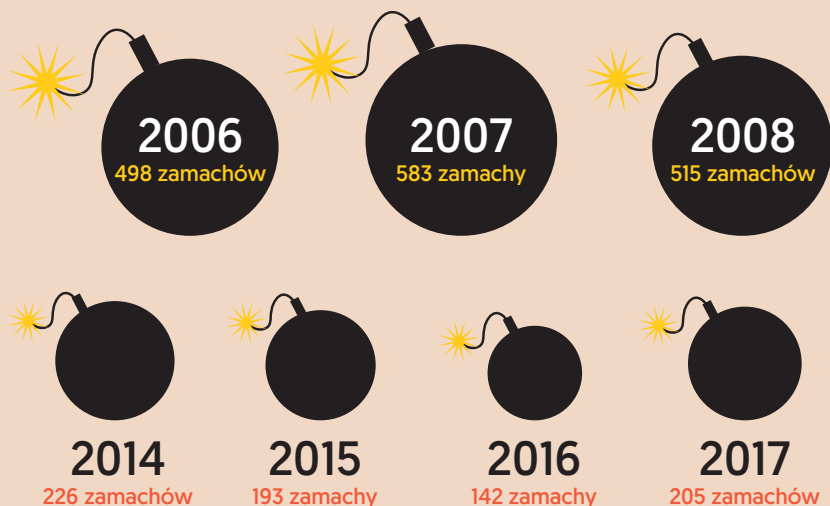 2006
498 zamachów
2007
583 zamachy
2008
515 zamachów
2014
226 zamachów
2015
193 zamachy
2016
142 zamachy
2017
205 zamachów